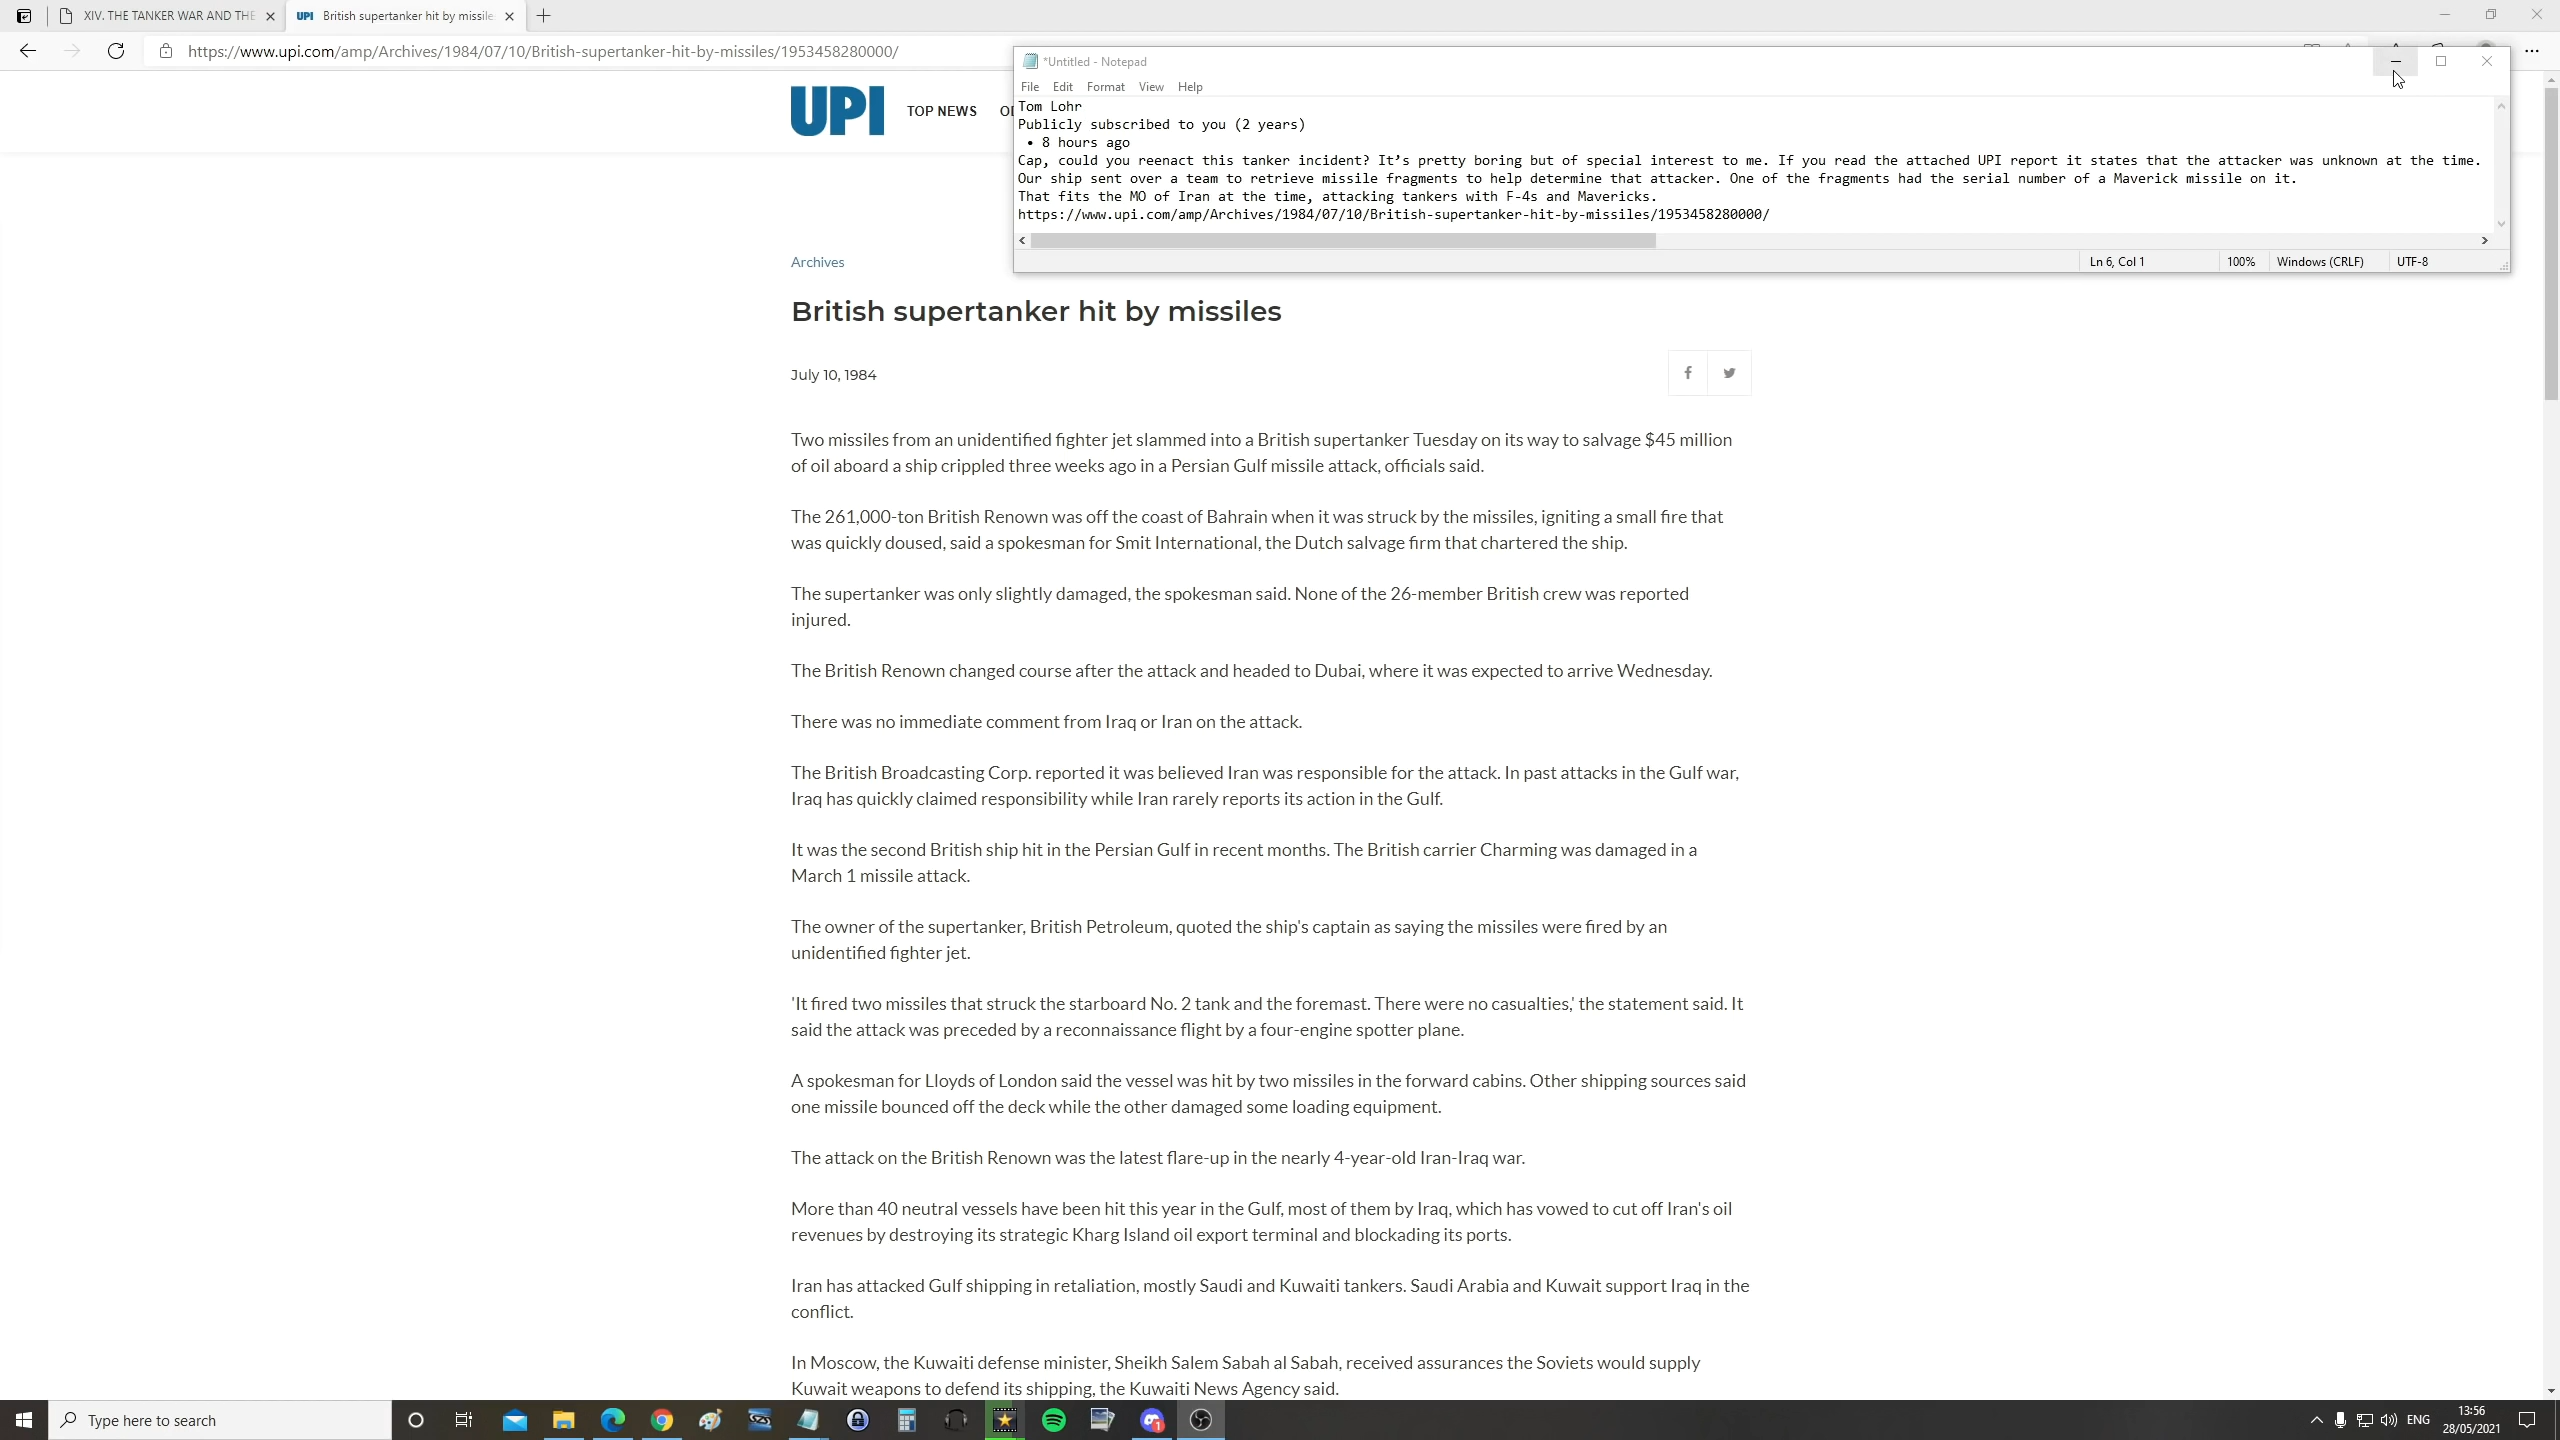 XIV. THE TANKER WAR AND THE
UPI British supertanker hit by missile
https://www.upi.com/amp/Archives/1984/07/10/British-supertanker-hit-by-missiles/1953458280000/
*Untitled - Notepad
File Edit Format View Help
Tom Lohr
Publicly subscribed to you (2 years)
• 8 hours ago
Cap, could you reenact this tanker incident? It’s pretty boring but of special interest to me. If you read the attached UPI report it states that the attacker was unknown at the time.
Our ship sent over a team to retrieve missile fragments to help determine that attacker. One of the fragments had the serial number of a Maverick missile on it.
That fits the MO of Iran at the time, attacking tankers with F-4s and Mavericks.
https://www.upi.com/amp/Archives/1984/07/10/British-supertanker-hit-by-missiles/1953458280000/
Ln 6, Col 1 100% Windows (CRLF) UTF-8
UPI TOP NEWS
Archives
British supertanker hit by missiles
July 10, 1984
Two missiles from an unidentified fighter jet slammed into a British supertanker Tuesday on its way to salvage $45 million
of oil aboard a ship crippled three weeks ago in a Persian Gulf missile attack, officials said.
The 261,000-ton British Renown was off the coast of Bahrain when it was struck by the missiles, igniting a small fire that
was quickly doused, said a spokesman for Smit International, the Dutch salvage firm that chartered the ship.
The supertanker was only slightly damaged, the spokesman said. None of the 26-member British crew was reported
injured.
The British Renown changed course after the attack and headed to Dubai, where it was expected to arrive Wednesday.
There was no immediate comment from Iraq or Iran on the attack.
The British Broadcasting Corp. reported it was believed Iran was responsible for the attack. In past attacks in the Gulf war,
Iraq has quickly claimed responsibility while Iran rarely reports its action in the Gulf.
It was the second British ship hit in the Persian Gulf in recent months. The British carrier Charming was damaged in a
March 1 missile attack.
The owner of the supertanker, British Petroleum, quoted the ship's captain as saying the missiles were fired by an
unidentified fighter jet.
'It fired two missiles that struck the starboard No. 2 tank and the foremast. There were no casualties,' the statement said. It
said the attack was preceded by a reconnaissance flight by a four-engine spotter plane.
A spokesman for Lloyds of London said the vessel was hit by two missiles in the forward cabins. Other shipping sources said
one missile bounced off the deck while the other damaged some loading equipment.
The attack on the British Renown was the latest flare-up in the nearly 4-year-old Iran-Iraq war.
More than 40 neutral vessels have been hit this year in the Gulf, most of them by Iraq, which has vowed to cut off Iran's oil
revenues by destroying its strategic Kharg Island oil export terminal and blockading its ports.
Iran has attacked Gulf shipping in retaliation, mostly Saudi and Kuwaiti tankers. Saudi Arabia and Kuwait support Iraq in the
conflict.
In Moscow, the Kuwaiti defense minister, Sheikh Salem Sabah al Sabah, received assurances the Soviets would supply
Kuwait weapons to defend its shipping, the Kuwaiti News Agency said.
Type here to search
ENG
13:56
28/05/2021